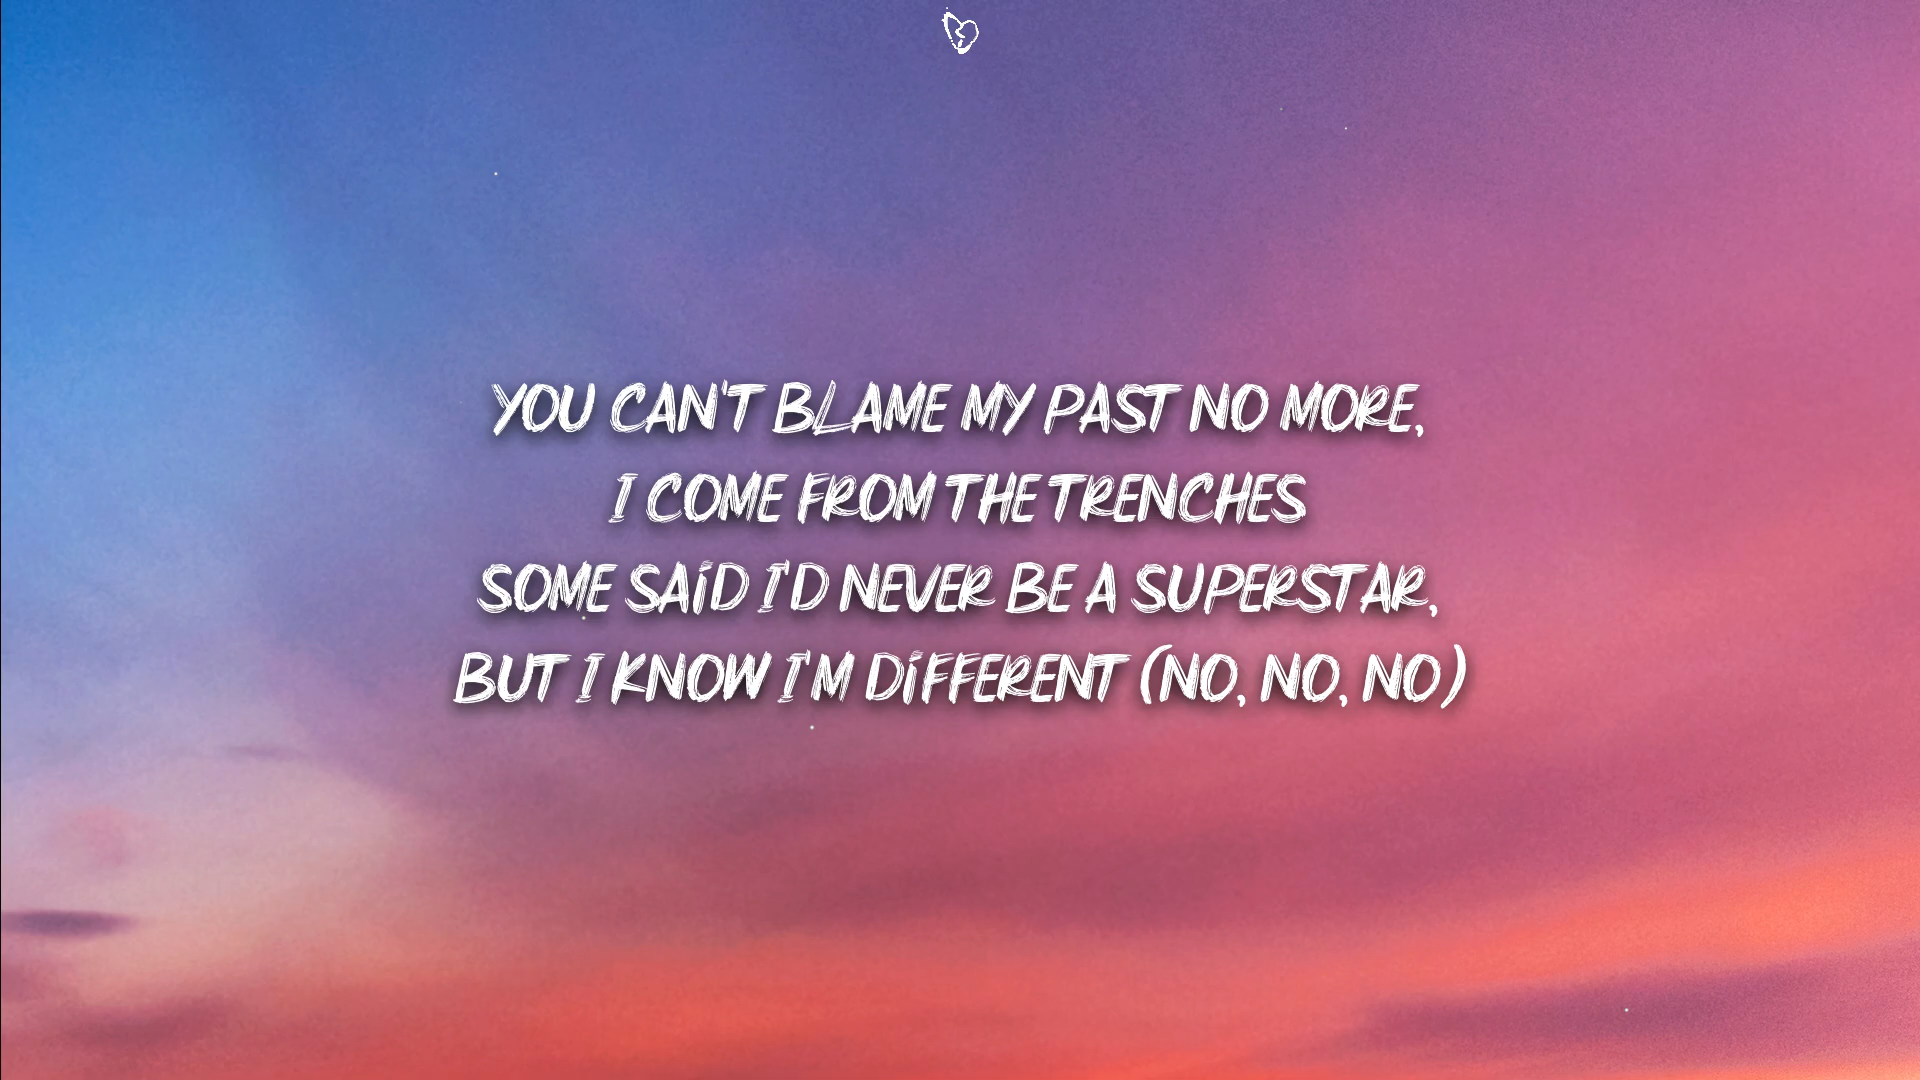 YOU CAN'T BLAME MY PAST NO MORE,
I COME FROM THE TRENCHES
SOME SAID I'D NEVER BE A SUPERSTAR,
BUT I KNOW I'M DIFFERENT (NO, NO, NO)